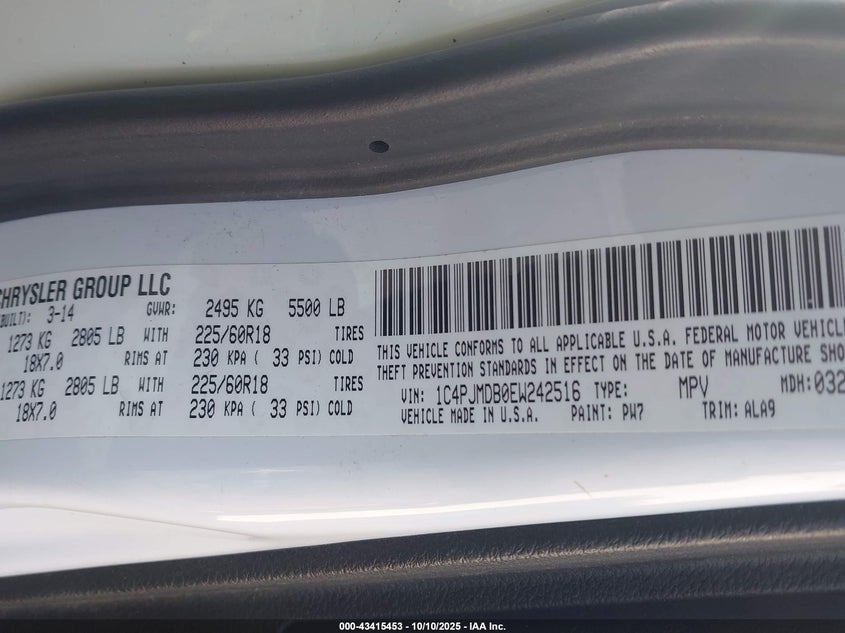 CHRYSLER GROUP LLC
BUILT): 3-14 GVWR: 2495 KG 5500 LB
1273 KG 2805 LB WITH 225/60R18 TIRES
18X7.0 RIMS AT 230 KPA ( 33 PSI) COLD
1273 KG 2805 LB WITH 225/60R18 TIRES
18X7.0 RIMS AT 230 KPA ( 33 PSI) COLD
THIS VEHICLE CONFORMS TO ALL APPLICABLE U.S.A. FEDERAL MOTOR VEHICLE
THEFT PREVENTION STANDARDS IN EFFECT ON THE DATE OF MANUFACTURE SHO
VIN: 1C4PJMDB0EW242516 TYPE: MPV MDH:032
VEHICLE MADE IN U.S.A. PAINT: PW7 TRIM: ALA9
000-43415453 - 10/10/2025 - IAA Inc.